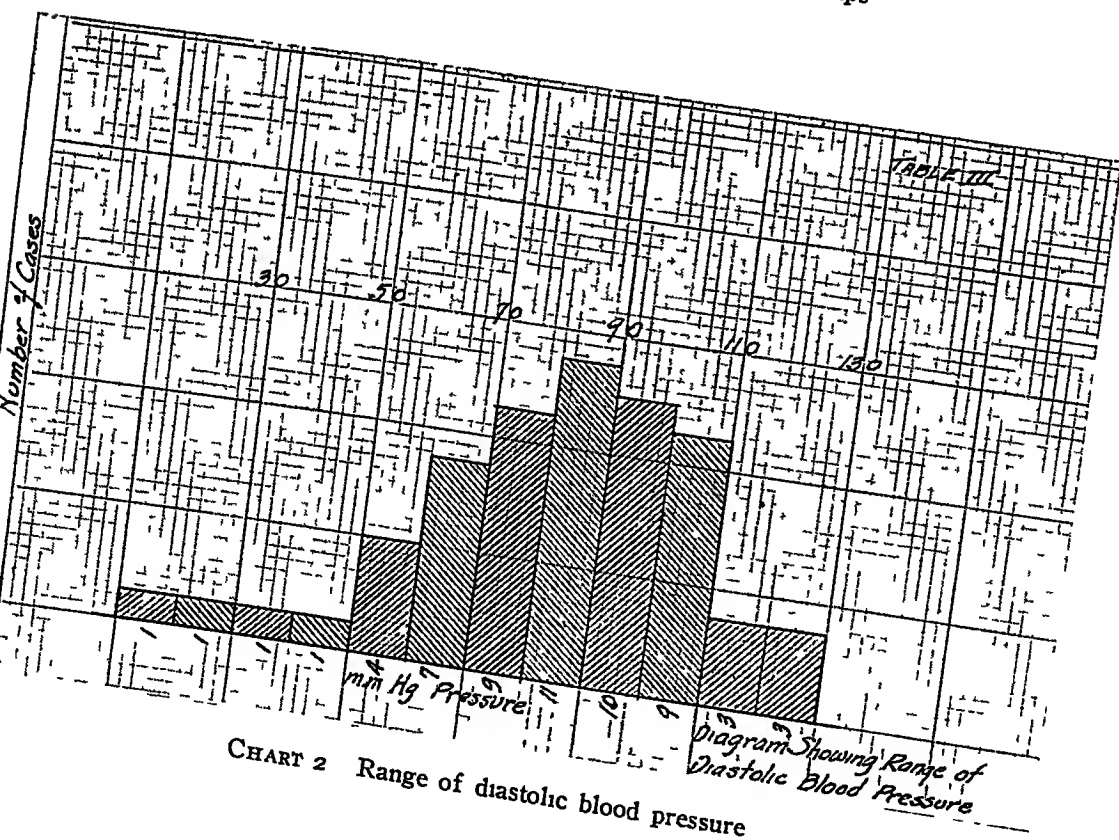 TABLE III
Number of Cases
30 50 70 90 110 130
1 1 1 1 4 7 9 11 10 9 3 3
mm Hg Pressure
Diagram Showing Range of
Diastolic Blood Pressure
CHART 2 Range of diastolic blood pressure